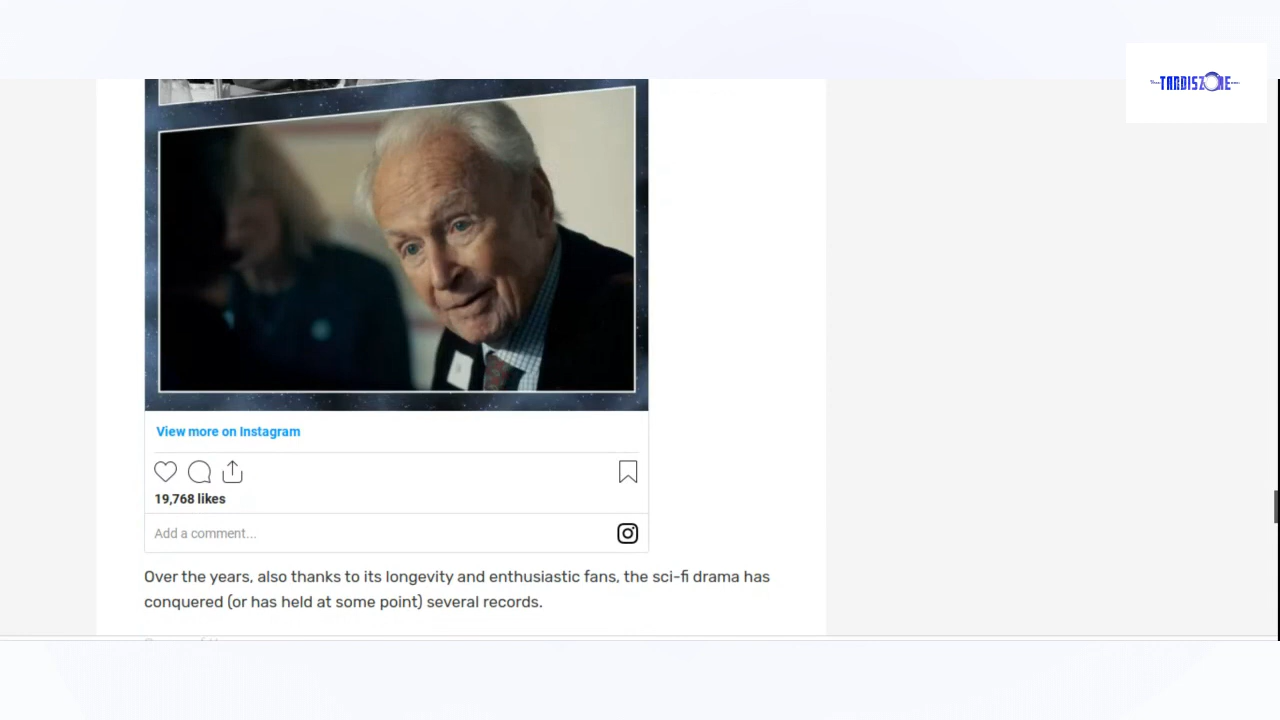 TARDISZONE
View more on Instagram
19,768 likes
Add a comment...
Over the years, also thanks to its longevity and enthusiastic fans, the sci-fi drama has
conquered (or has held at some point) several records.